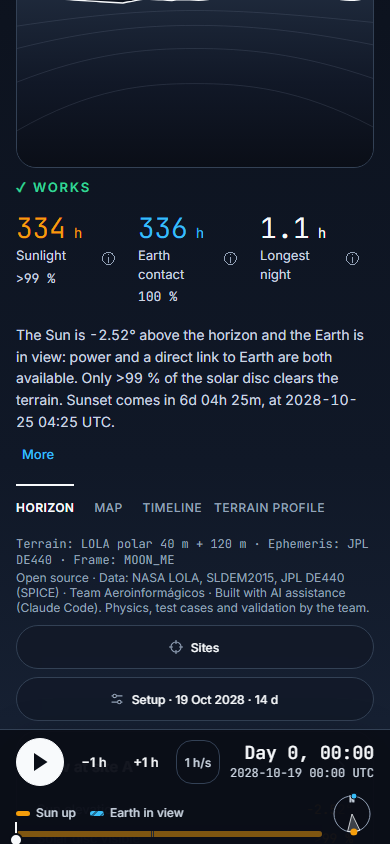 ✓ WORKS
334 h
Sunlight
>99 %
336 h
Earth
contact
100 %
1.1 h
Longest
night
The Sun is -2.52° above the horizon and the Earth is
in view: power and a direct link to Earth are both
available. Only >99 % of the solar disc clears the
terrain. Sunset comes in 6d 04h 25m, at 2028-10-
25 04:25 UTC.
More
HORIZON MAP TIMELINE TERRAIN PROFILE
Terrain: LOLA polar 40 m + 120 m · Ephemeris: JPL
DE440 · Frame: MOON_ME
Open source · Data: NASA LOLA, SLDEM2015, JPL DE440
(SPICE) · Team Aeroinformágicos · Built with AI assistance
(Claude Code). Physics, test cases and validation by the team.
Sites
Setup · 19 Oct 2028 · 14 d
−1 h +1 h 1 h/s
Day 0, 00:00
2028-10-19 00:00 UTC
Sun up Earth in view